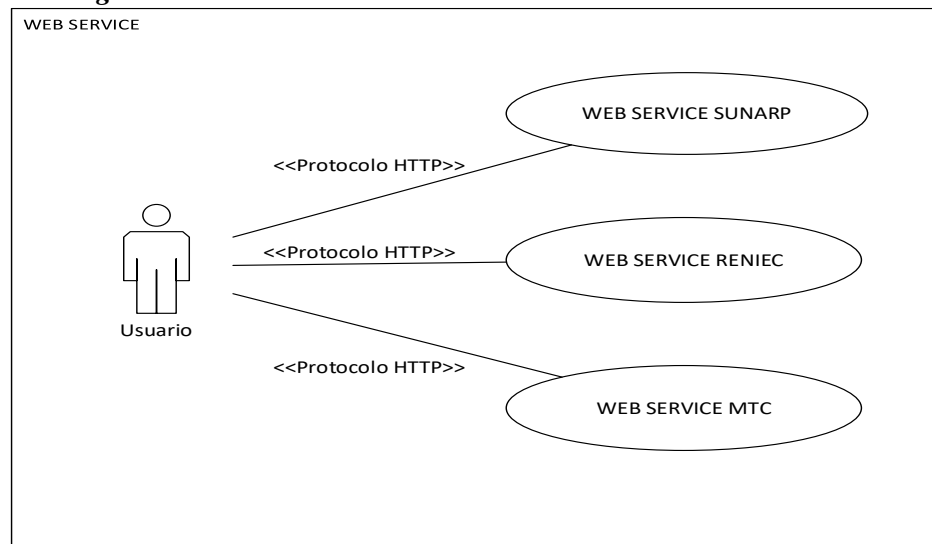 WEB SERVICE
WEB SERVICE SUNARP
<<Protocolo HTTP>>
<<Protocolo HTTP>>
WEB SERVICE RENIEC
Usuario
<<Protocolo HTTP>>
WEB SERVICE MTC